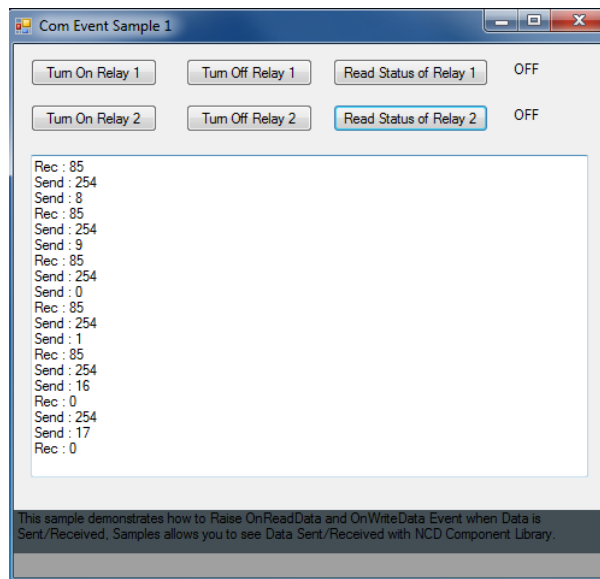 Com Event Sample 1
Turn On Relay 1 Turn Off Relay 1 Read Status of Relay 1 OFF
Turn On Relay 2 Turn Off Relay 2 Read Status of Relay 2 OFF
Rec : 85
Send : 254
Send : 8
Rec : 85
Send : 254
Send : 9
Rec : 85
Send : 254
Send : 0
Rec : 85
Send : 254
Send : 1
Rec : 85
Send : 254
Send : 16
Rec : 0
Send : 254
Send : 17
Rec : 0
This sample demonstrates how to Raise OnReadData and OnWriteData Event when Data is
Sent/Received, Samples allows you to see Data Sent/Received with NCD Component Library.